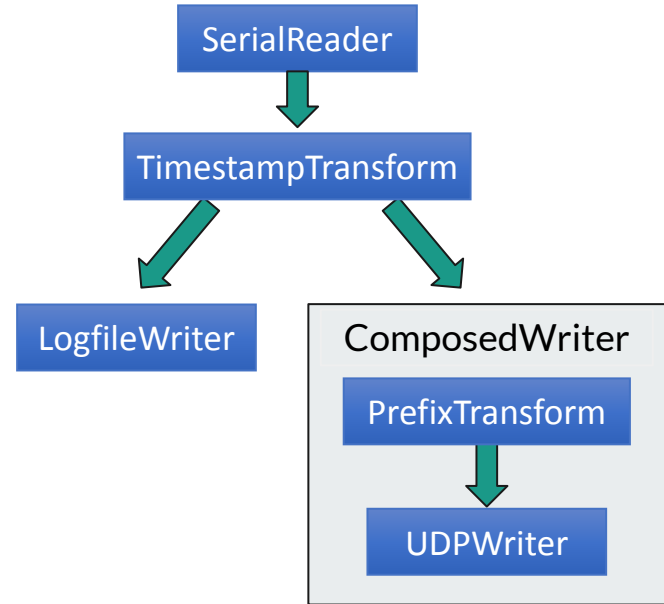 SerialReader
TimestampTransform
LogfileWriter
ComposedWriter
PrefixTransform
UDPWriter